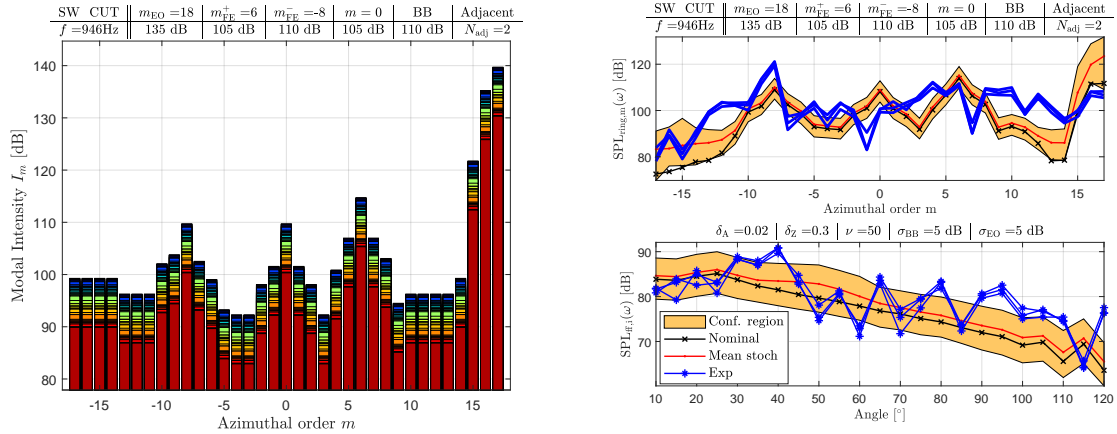 SW CUT m_EO =18 m^+_FE =6 m^-_FE =-8 m = 0 BB Adjacent
f =946Hz 135 dB 105 dB 110 dB 105 dB 110 dB N_adj =2
140
130
120
110
100
90
80
Modal Intensity I_m [dB]
-15 -10 -5 0 5 10 15
Azimuthal order m
SW CUT m_EO =18 m^+_FE =6 m^-_FE =-8 m = 0 BB Adjacent
f =946Hz 135 dB 105 dB 110 dB 105 dB 110 dB N_adj =2
120
100
80
SPL_ring,m(ω) [dB]
-15 -10 -5 0 5 10 15
Azimuthal order m
δ_A =0.02 δ_Z =0.3 ν =50 σ_BB =5 dB σ_EO =5 dB
90
80
70
SPL_ff,i(ω) [dB]
Conf. region
Nominal
Mean stoch
Exp
10 20 30 40 50 60 70 80 90 100 110 120
Angle [°]